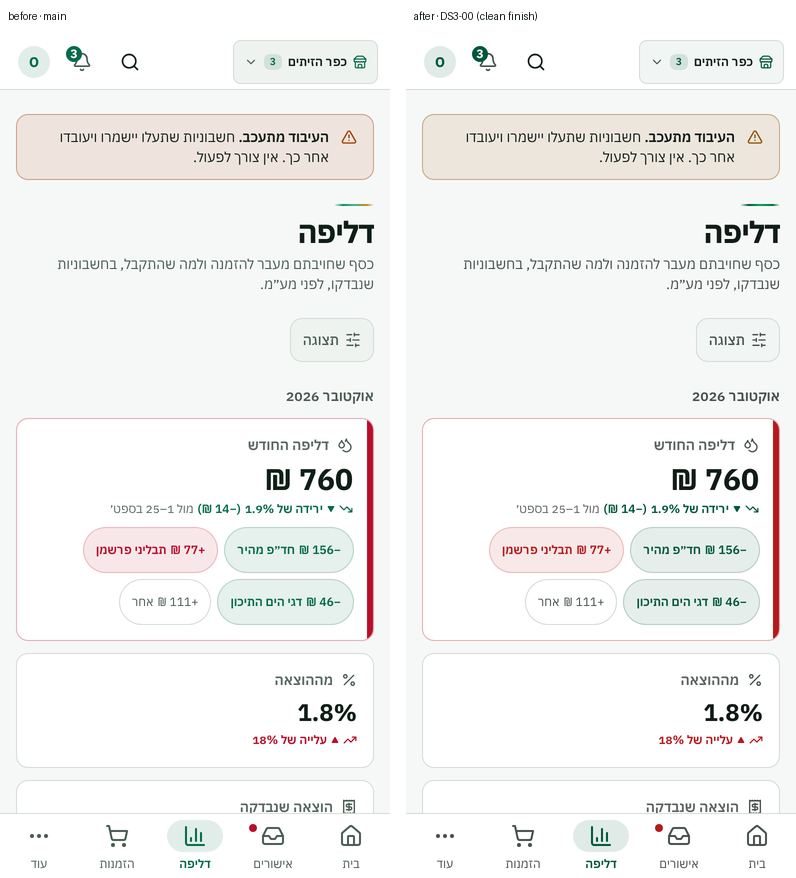 before · main
כפר הזיתים 3
3
O
העיבוד מתעכב. חשבוניות שתעלו יישמרו ויעובדו
אחר כך. אין צורך לפעול.
דליפה
כסף שחויבתם מעבר להזמנה ולמה שהתקבל, בחשבוניות
שנבדקו, לפני מע״מ.
תצוגה
אוקטובר 2026
דליפה החודש
760 ₪
▼ ירידה של 1.9% (−14 ₪) מול 1–25 בספט׳
−156 ₪ חד״פ מהיר
+77 ₪ תבליני פרשמן
−46 ₪ דגי הים התיכון
+111 ₪ אחר
מההוצאה
1.8%
▲ עלייה של 18%
הוצאה שנבדקה
בית
אישורים
דליפה
הזמנות
עוד
after · DS3-00 (clean finish)
כפר הזיתים 3
3
O
העיבוד מתעכב. חשבוניות שתעלו יישמרו ויעובדו
אחר כך. אין צורך לפעול.
דליפה
כסף שחויבתם מעבר להזמנה ולמה שהתקבל, בחשבוניות
שנבדקו, לפני מע״מ.
תצוגה
אוקטובר 2026
דליפה החודש
760 ₪
▼ ירידה של 1.9% (−14 ₪) מול 1–25 בספט׳
−156 ₪ חד״פ מהיר
+77 ₪ תבליני פרשמן
−46 ₪ דגי הים התיכון
+111 ₪ אחר
מההוצאה
1.8%
▲ עלייה של 18%
הוצאה שנבדקה
בית
אישורים
דליפה
הזמנות
עוד